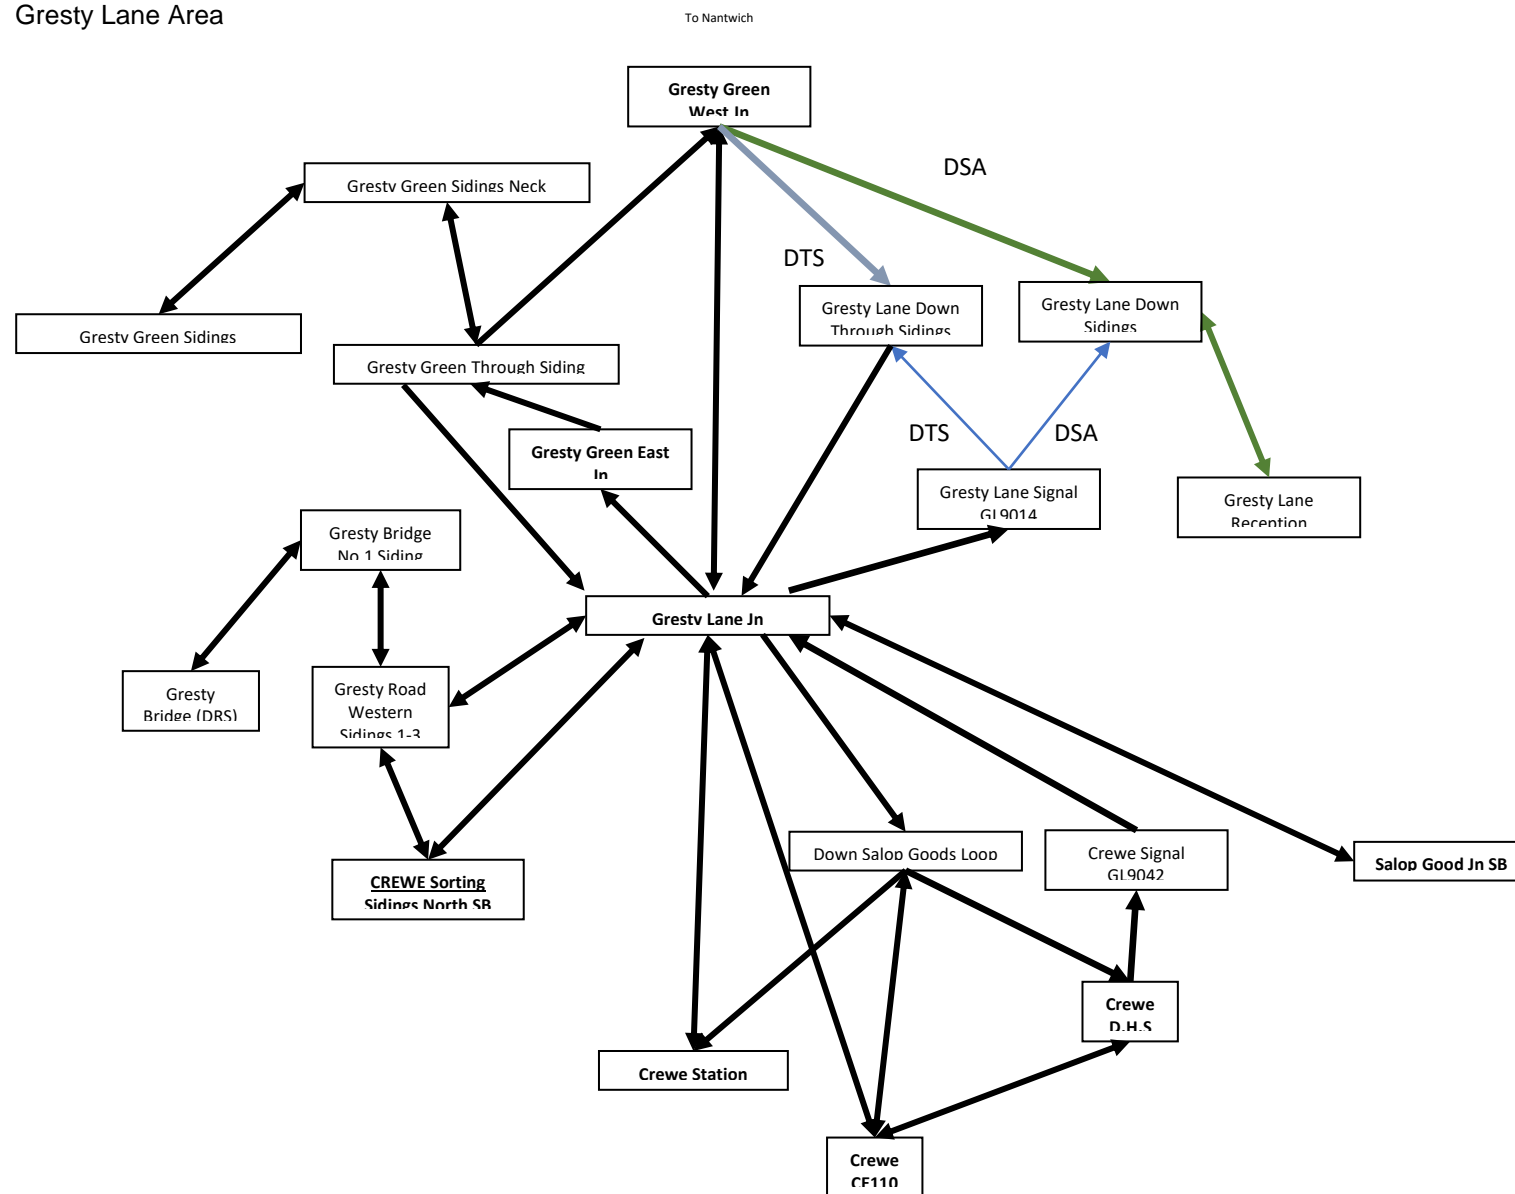 Gresty Lane Area
To Nantwich
Gresty Green
West Jn
DSA
Gresty Green Sidings Neck
DTS
Gresty Lane Down
Through Sidings
Gresty Lane Down
Sidings
Gresty Green Sidings
Gresty Green Through Siding
DTS
DSA
Gresty Green East
Jn
Gresty Lane Signal
GL9014
Gresty Lane
Reception
Gresty Bridge
No 1 Siding
Gresty Lane Jn
Gresty
Bridge (DRS)
Gresty Road
Western
Sidings 1-3
Down Salop Goods Loop
Crewe Signal
GL9042
Salop Good Jn SB
CREWE Sorting
Sidings North SB
Crewe
D.H.S
Crewe Station
Crewe
CE110